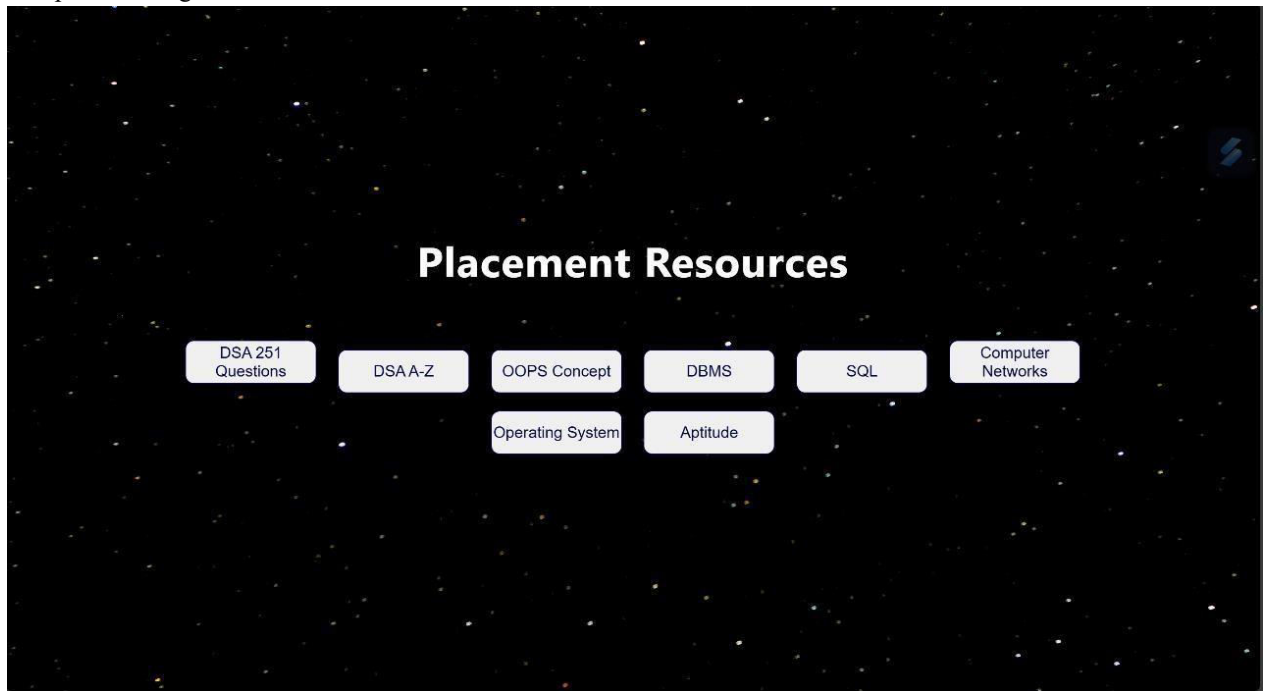 Placement Resources
DSA 251
Questions
DSA A-Z
OOPS Concept
DBMS
SQL
Computer
Networks
Operating System
Aptitude